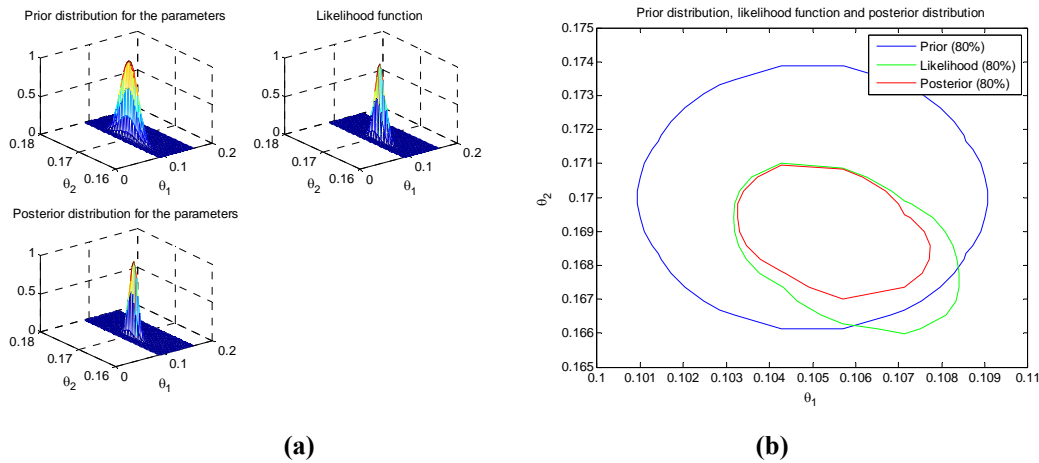 Prior distribution for the parameters
1
0.5
0
0.18
0.17
0.16
0
0.1
0.2
θ2
θ1
Likelihood function
1
0.5
0
0.18
0.17
0.16
0
0.1
0.2
θ2
θ1
Posterior distribution for the parameters
1
0.5
0
0.18
0.17
0.16
0
0.1
0.2
θ2
θ1
(a)
Prior distribution, likelihood function and posterior distribution
Prior (80%)
Likelihood (80%)
Posterior (80%)
0.175
0.174
0.173
0.172
0.171
0.17
0.169
0.168
0.167
0.166
0.165
θ2
0.1 0.101 0.102 0.103 0.104 0.105 0.106 0.107 0.108 0.109 0.11
θ1
(b)